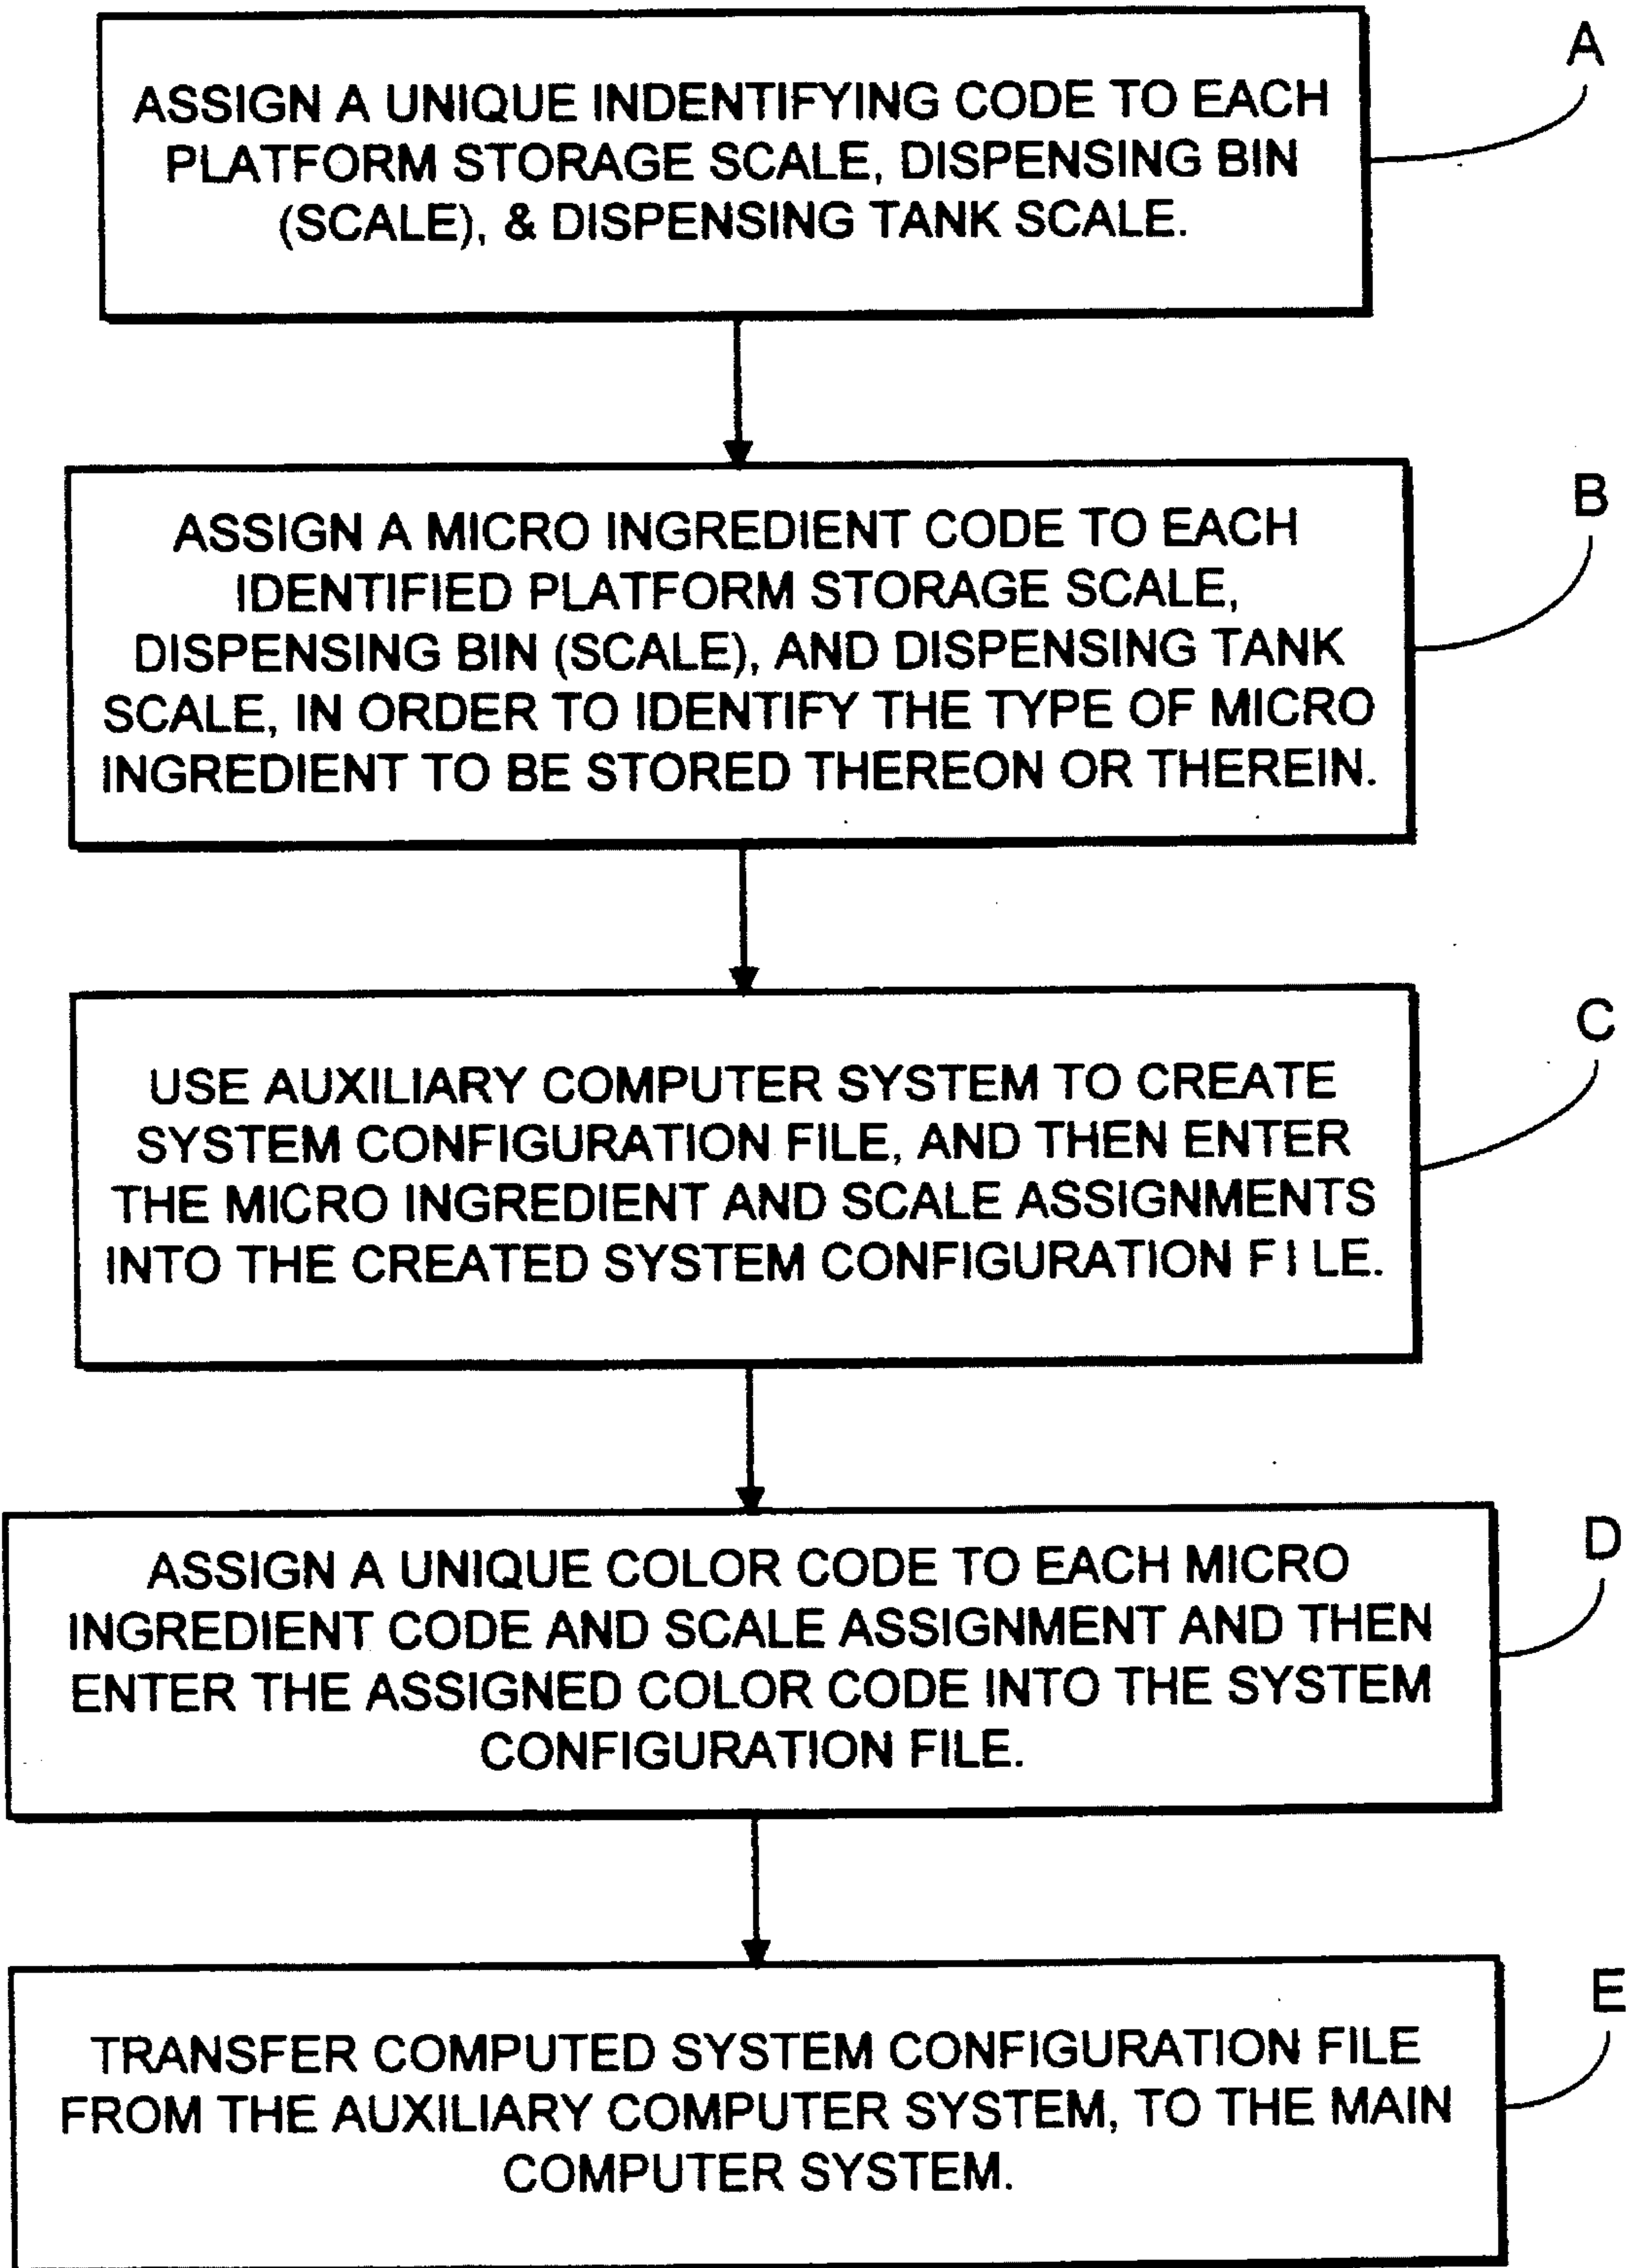 A
ASSIGN A UNIQUE INDENTIFYING CODE TO EACH
PLATFORM STORAGE SCALE, DISPENSING BIN
(SCALE), & DISPENSING TANK SCALE.
B
ASSIGN A MICRO INGREDIENT CODE TO EACH
IDENTIFIED PLATFORM STORAGE SCALE,
DISPENSING BIN (SCALE), AND DISPENSING TANK
SCALE, IN ORDER TO IDENTIFY THE TYPE OF MICRO
INGREDIENT TO BE STORED THEREON OR THEREIN.
C
USE AUXILIARY COMPUTER SYSTEM TO CREATE
SYSTEM CONFIGURATION FILE, AND THEN ENTER
THE MICRO INGREDIENT AND SCALE ASSIGNMENTS
INTO THE CREATED SYSTEM CONFIGURATION F I LE.
D
ASSIGN A UNIQUE COLOR CODE TO EACH MICRO
INGREDIENT CODE AND SCALE ASSIGNMENT AND THEN
ENTER THE ASSIGNED COLOR CODE INTO THE SYSTEM
CONFIGURATION FILE.
E
TRANSFER COMPUTED SYSTEM CONFIGURATION FILE
FROM THE AUXILIARY COMPUTER SYSTEM, TO THE MAIN
COMPUTER SYSTEM.